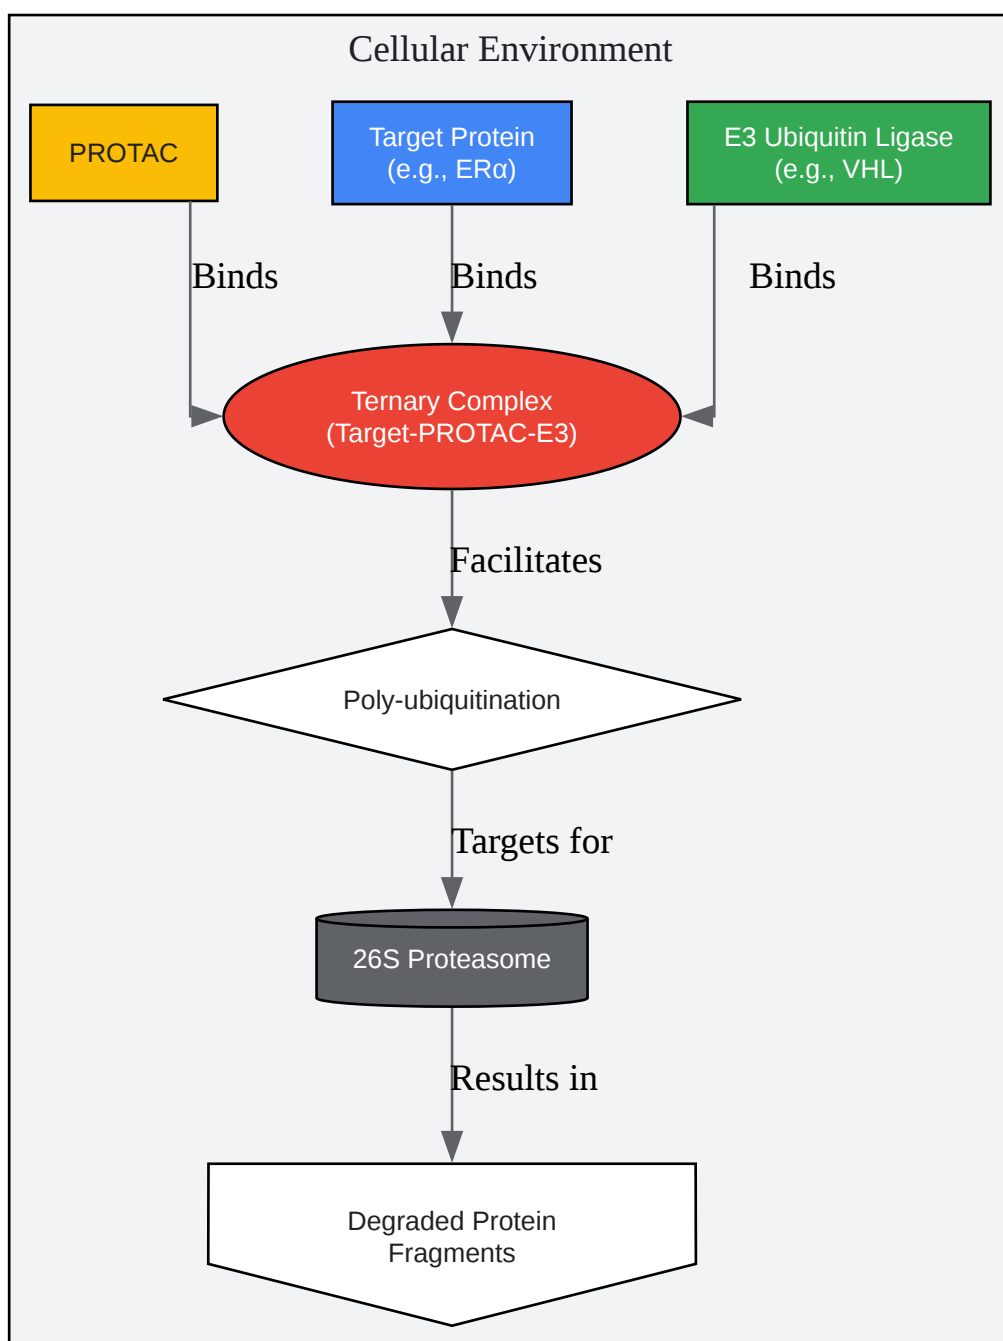 Cellular Environment
PROTAC
Target Protein
(e.g., ERα)
E3 Ubiquitin Ligase
(e.g., VHL)
Binds
Binds
Binds
Ternary Complex
(Target-PROTAC-E3)
Facilitates
Poly-ubiquitination
Targets for
26S Proteasome
Results in
Degraded Protein
Fragments